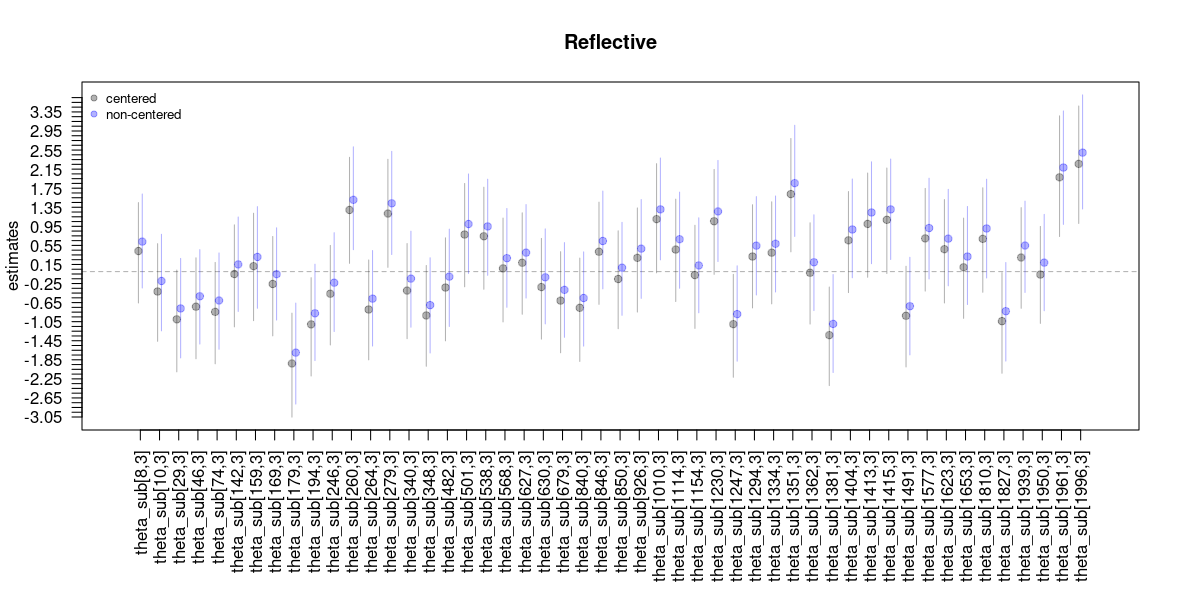 Reflective
centered
non-centered
estimates
3.35
2.95
2.55
2.15
1.75
1.35
0.95
0.55
0.15
-0.25
-0.65
-1.05
-1.45
-1.85
-2.25
-2.65
-3.05
theta_sub[8,3]
theta_sub[10,3]
theta_sub[29,3]
theta_sub[46,3]
theta_sub[74,3]
theta_sub[142,3]
theta_sub[159,3]
theta_sub[169,3]
theta_sub[179,3]
theta_sub[194,3]
theta_sub[246,3]
theta_sub[260,3]
theta_sub[264,3]
theta_sub[279,3]
theta_sub[340,3]
theta_sub[348,3]
theta_sub[482,3]
theta_sub[501,3]
theta_sub[538,3]
theta_sub[568,3]
theta_sub[627,3]
theta_sub[630,3]
theta_sub[679,3]
theta_sub[840,3]
theta_sub[846,3]
theta_sub[850,3]
theta_sub[926,3]
theta_sub[1010,3]
theta_sub[1114,3]
theta_sub[1154,3]
theta_sub[1230,3]
theta_sub[1247,3]
theta_sub[1294,3]
theta_sub[1334,3]
theta_sub[1351,3]
theta_sub[1362,3]
theta_sub[1381,3]
theta_sub[1404,3]
theta_sub[1413,3]
theta_sub[1415,3]
theta_sub[1491,3]
theta_sub[1577,3]
theta_sub[1623,3]
theta_sub[1653,3]
theta_sub[1810,3]
theta_sub[1827,3]
theta_sub[1939,3]
theta_sub[1950,3]
theta_sub[1961,3]
theta_sub[1996,3]